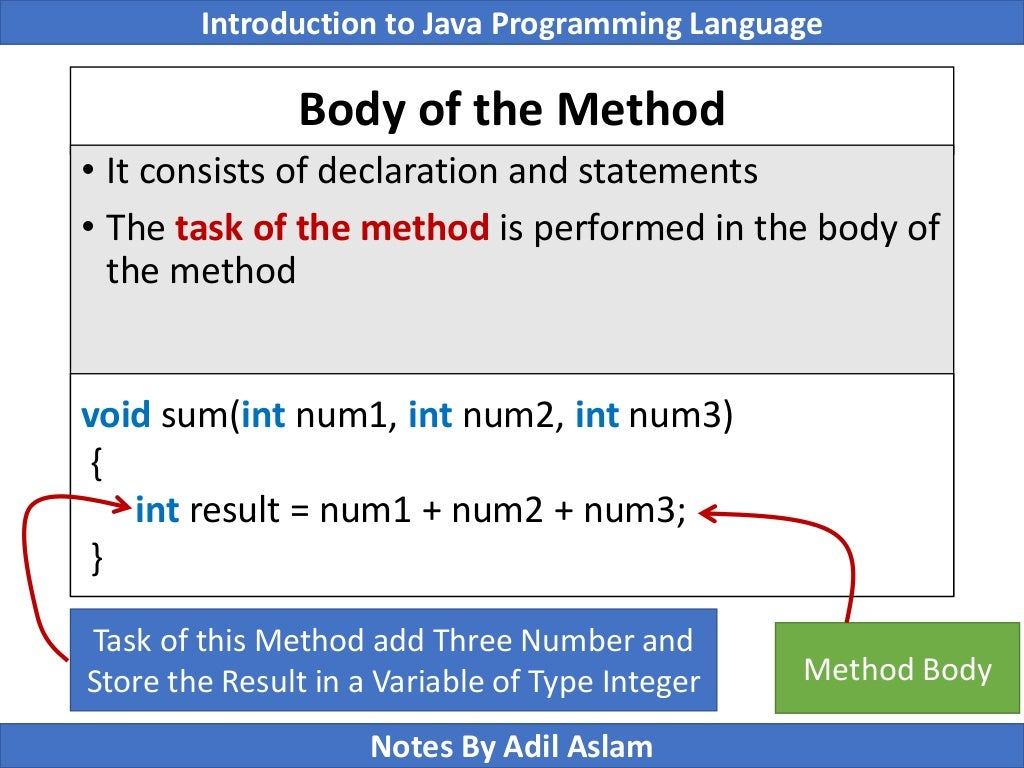 Introduction to Java Programming Language
Body of the Method
• It consists of declaration and statements
• The task of the method is performed in the body of
the method
void sum(int num1, int num2, int num3)
{
int result = num1 + num2 + num3;
}
Task of this Method add Three Number and
Store the Result in a Variable of Type Integer
Method Body
Notes By Adil Aslam